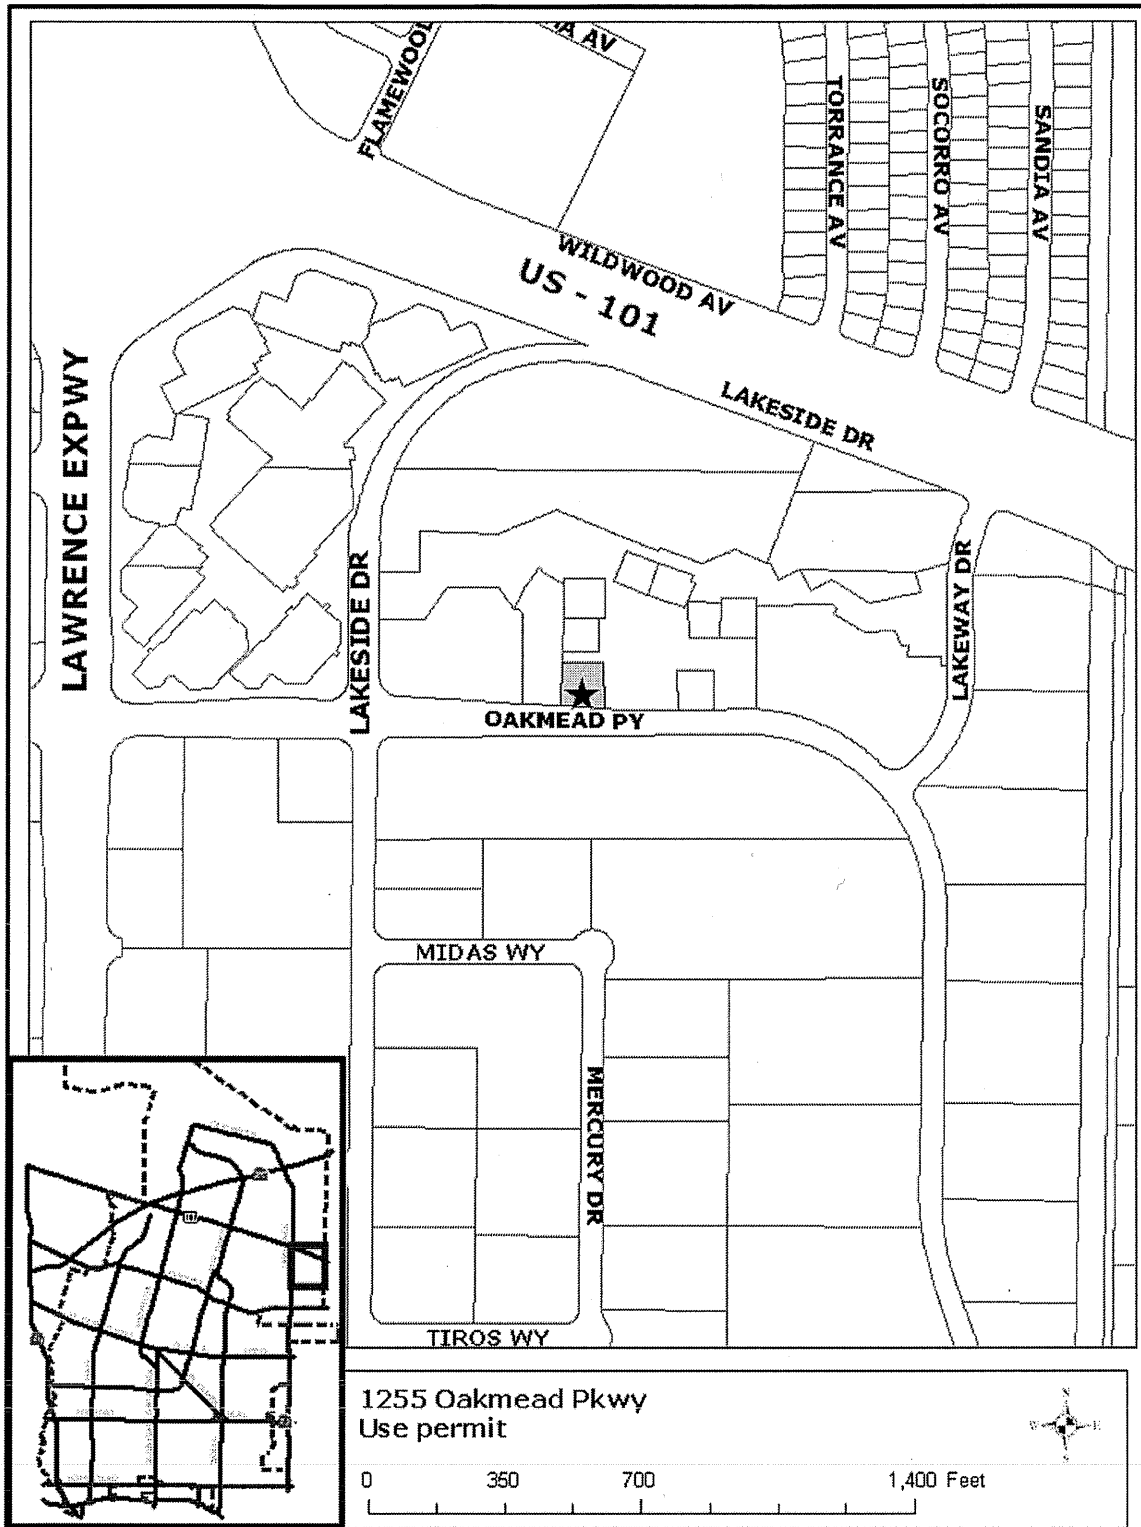 FLAMEWOOD
IA AV
TORRANCE AV
SOCORRO AV
SANDIA AV
WILDWOOD AV
US - 101
LAKESIDE DR
LAWRENCE EXPWY
LAKESIDE DR
LAKEWAY DR
OAKMEAD PY
MIDAS WY
MERCURY DR
TIROS WY
101
1255 Oakmead Pkwy
Use permit
N
W
E
S
0 350 700 1,400 Feet